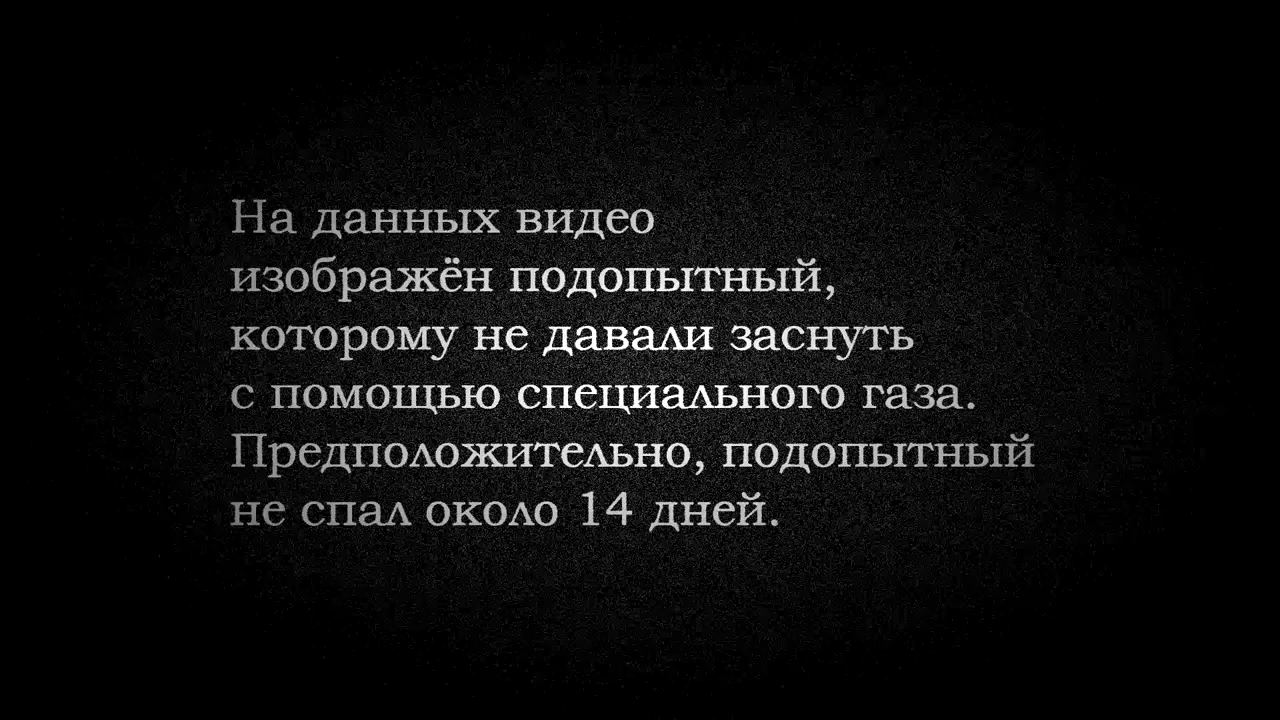 На данных видео
изображён подопытный,
которому не давали заснуть
с помощью специального газа.
Предположительно, подопытный
не спал около 14 дней.